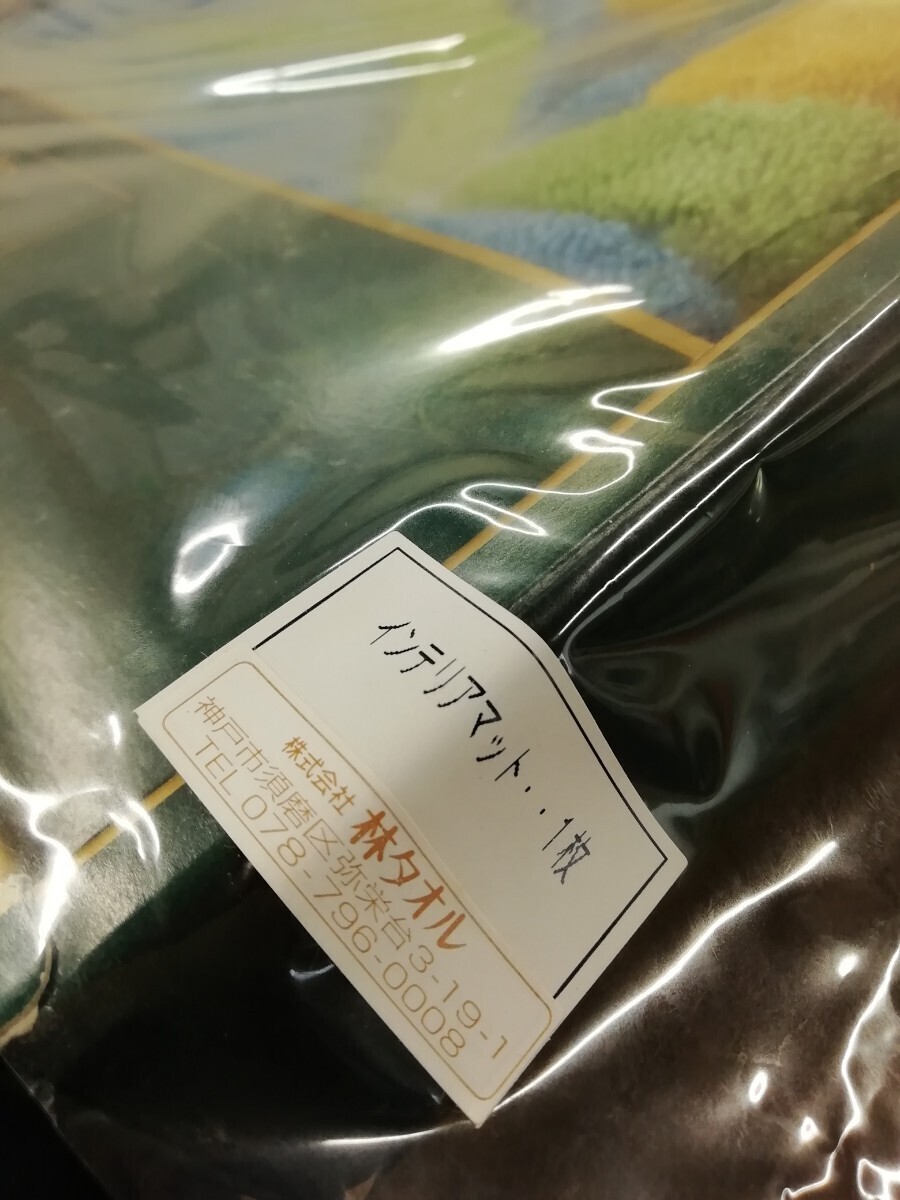 インテリアマット・・1枚
株式会社 林タオル
神戸市須磨区弥栄台3-19-1
TEL 078-796-0008